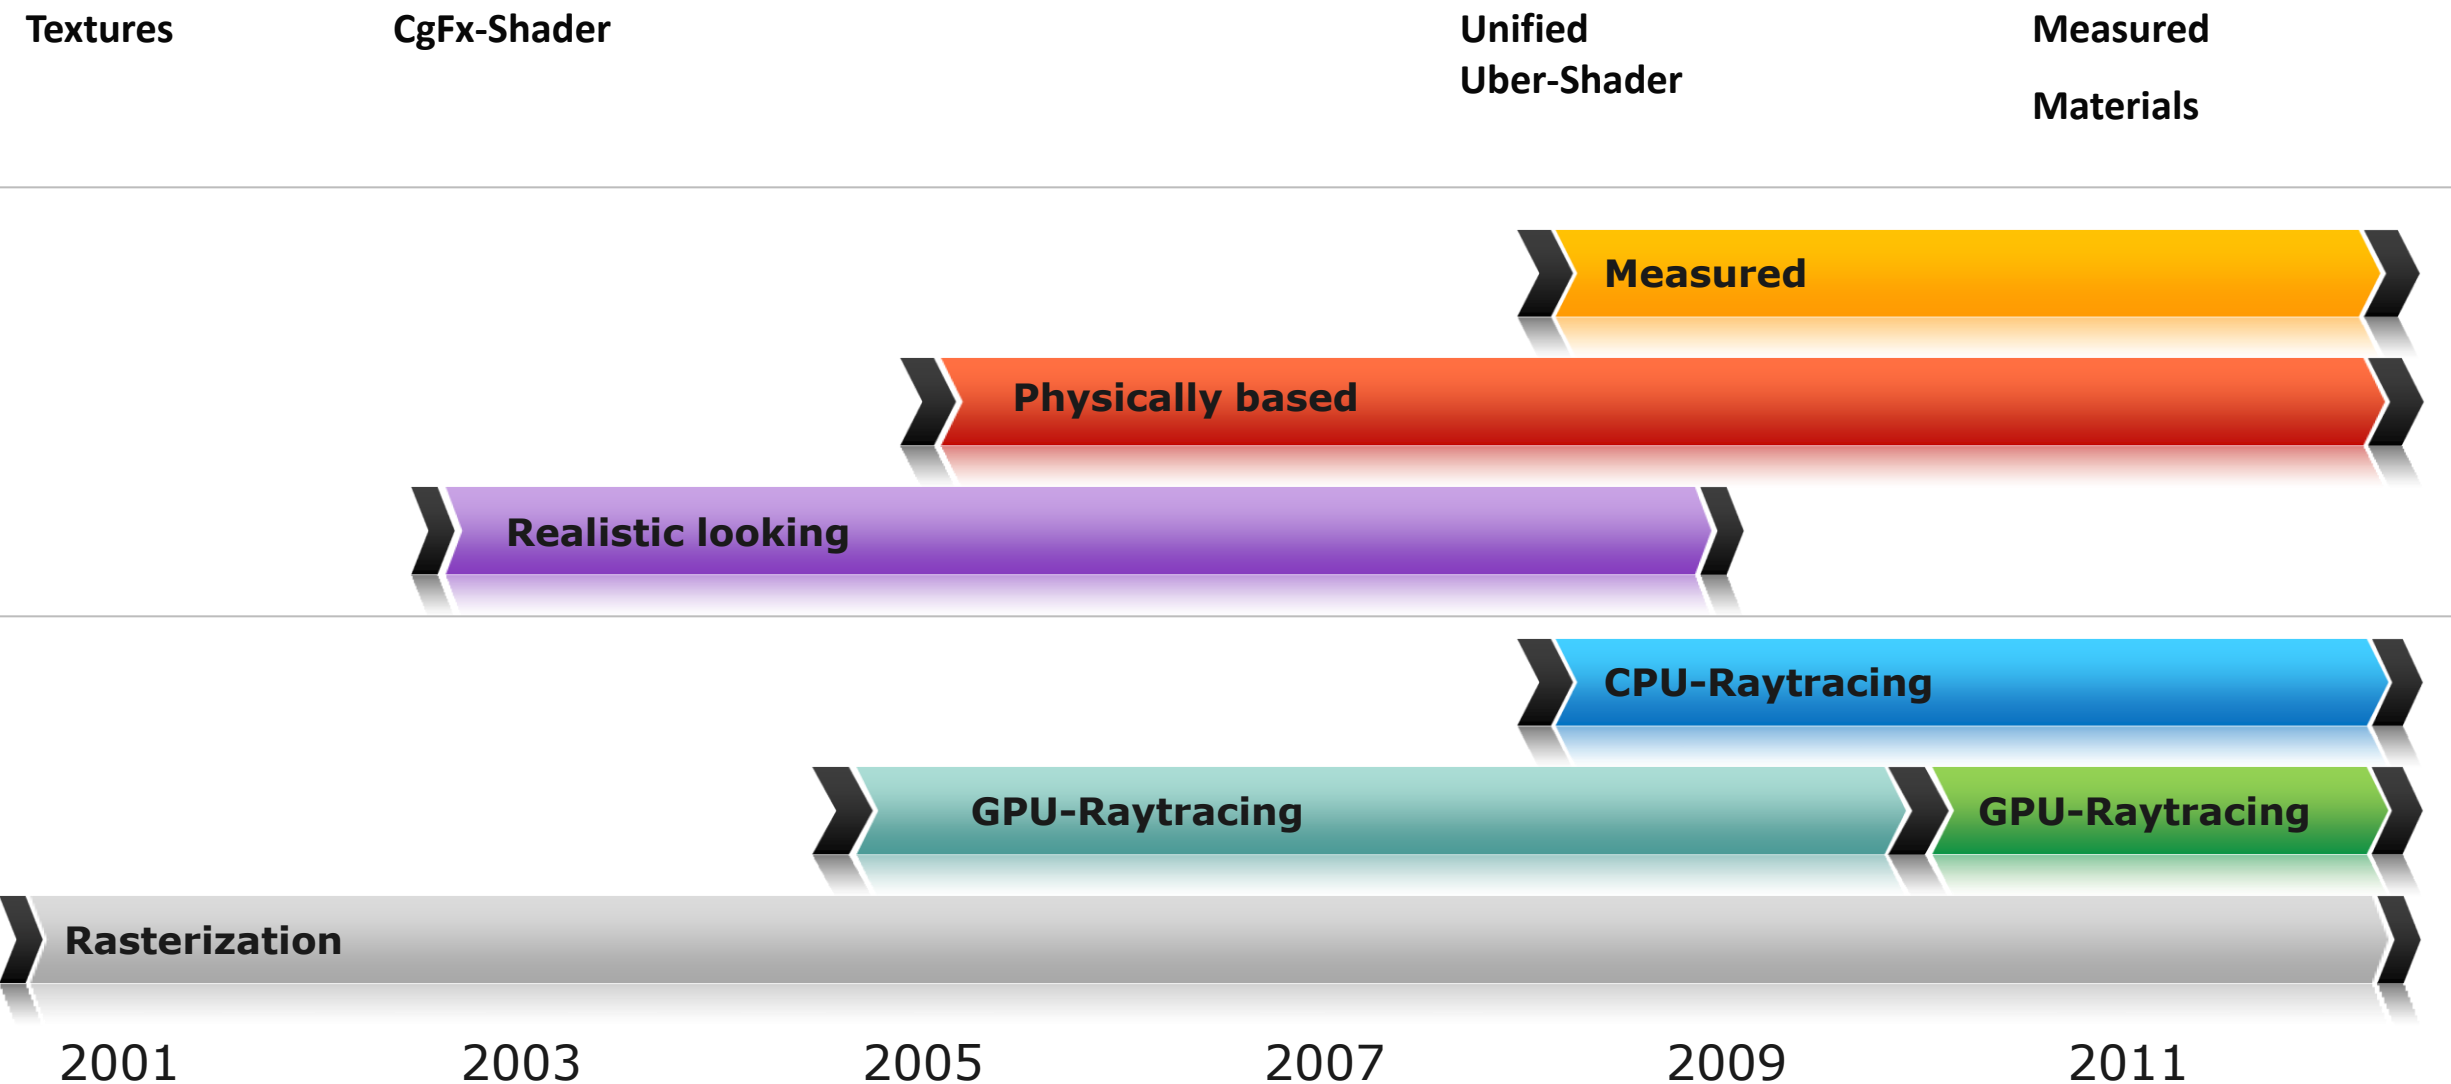 Textures
CgFx-Shader
Unified
Uber-Shader
Measured
Materials
Measured
Physically based
Realistic looking
CPU-Raytracing
GPU-Raytracing
GPU-Raytracing
Rasterization
2001 2003 2005 2007 2009 2011